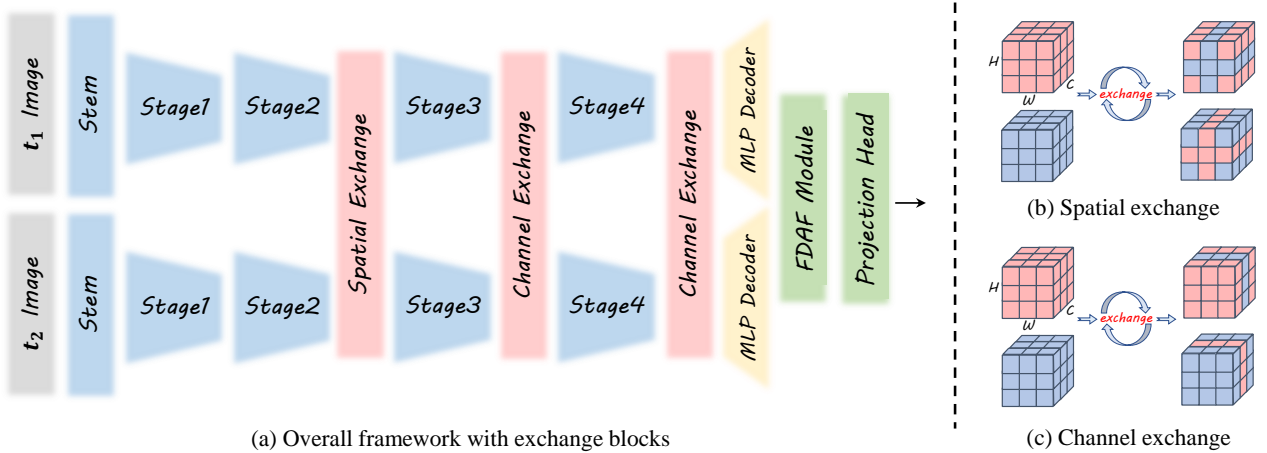 t1 Image
Stem
Stage1
Stage2
Spatial Exchange
Stage3
Channel Exchange
Stage4
Channel Exchange
MLP Decoder
FDAF Module
Projection Head
t2 Image
Stem
Stage1
Stage2
Stage3
Stage4
MLP Decoder
(a) Overall framework with exchange blocks
H
W
C
exchange
(b) Spatial exchange
H
W
C
exchange
(c) Channel exchange